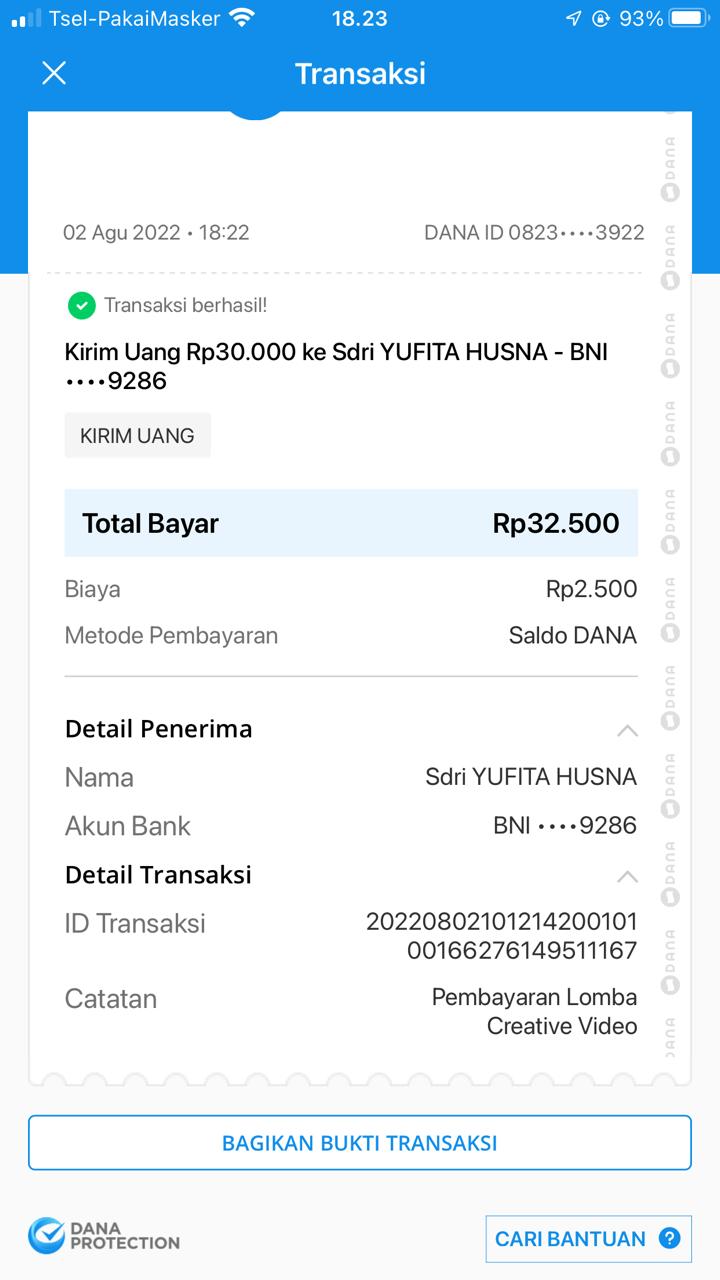 Tsel-PakaiMasker 18.23 93%
Transaksi
02 Agu 2022 • 18:22 DANA ID 0823••••3922
Transaksi berhasil!
Kirim Uang Rp30.000 ke Sdri YUFITA HUSNA - BNI
••••9286
KIRIM UANG
Total Bayar Rp32.500
Biaya Rp2.500
Metode Pembayaran Saldo DANA
Detail Penerima
Nama Sdri YUFITA HUSNA
Akun Bank BNI ••••9286
Detail Transaksi
ID Transaksi 20220802101214200101
00166276149511167
Catatan Pembayaran Lomba
Creative Video
DANA
DANA
DANA
DANA
DANA
DANA
DANA
DANA
DANA
DANA
DANA
BAGIKAN BUKTI TRANSAKSI
DANA
PROTECTION
CARI BANTUAN ?